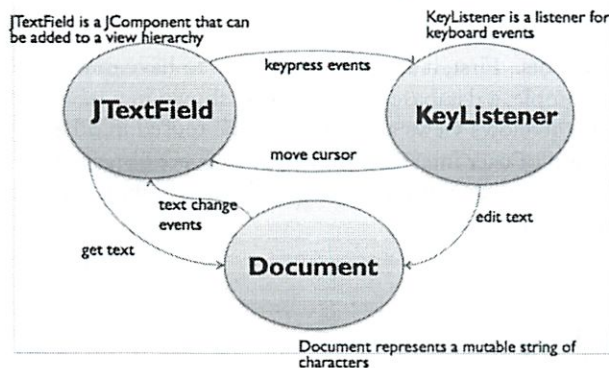 JTextField is a JComponent that can
be added to a view hierarchy
KeyListener is a listener for
keyboard events
keypress events
JTextField
KeyListener
move cursor
text change
events
edit text
get text
Document
Document represents a mutable string of
characters